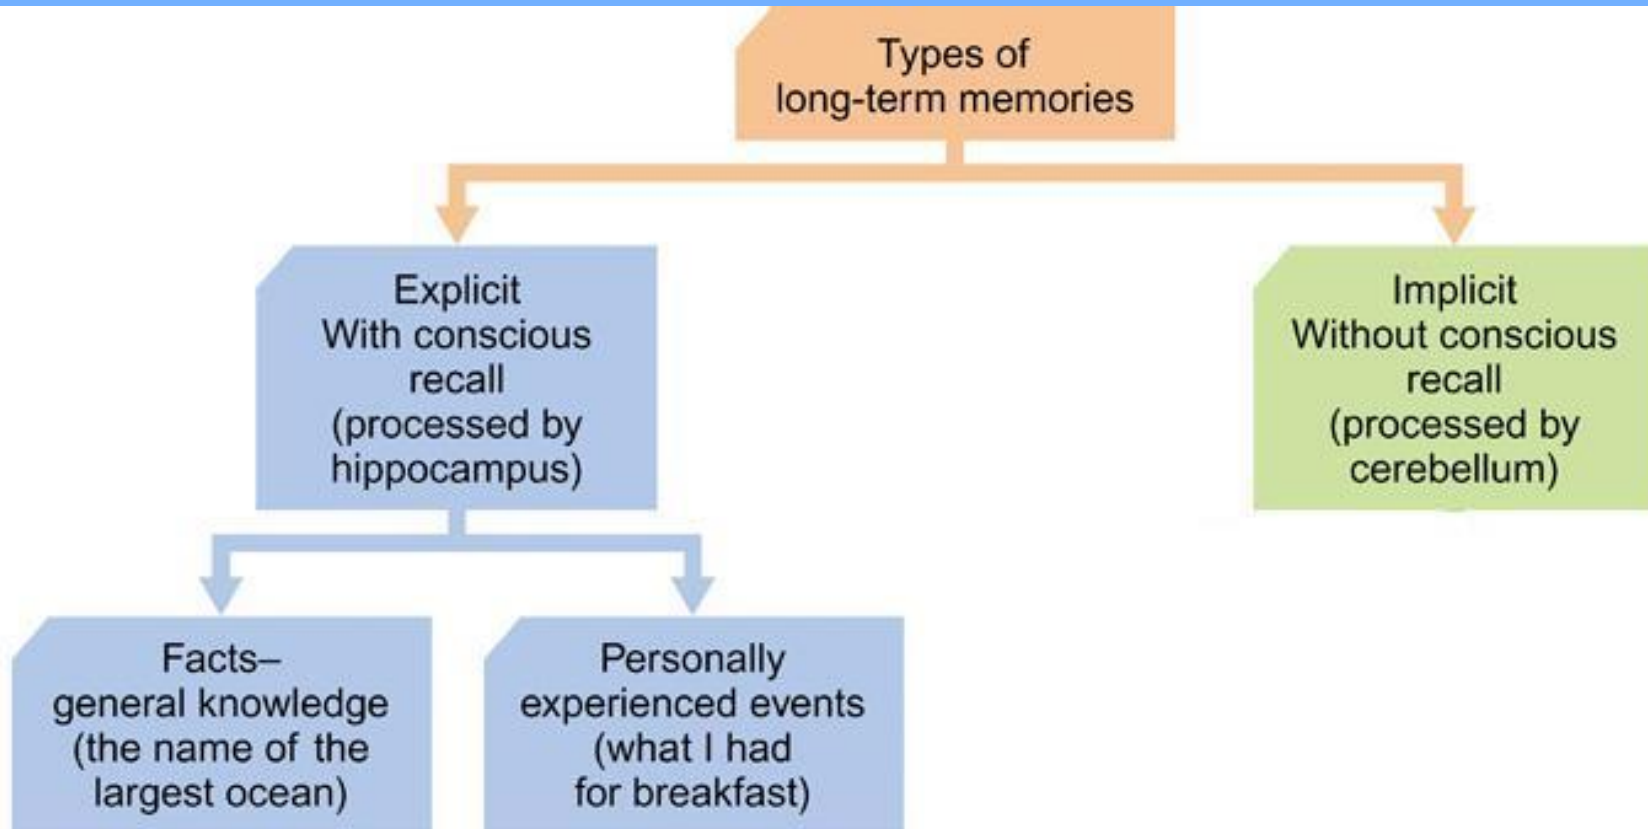 Types of
long-term memories
Explicit
With conscious
recall
(processed by
hippocampus)
Implicit
Without conscious
recall
(processed by
cerebellum)
Facts–
general knowledge
(the name of the
largest ocean)
Personally
experienced events
(what I had
for breakfast)